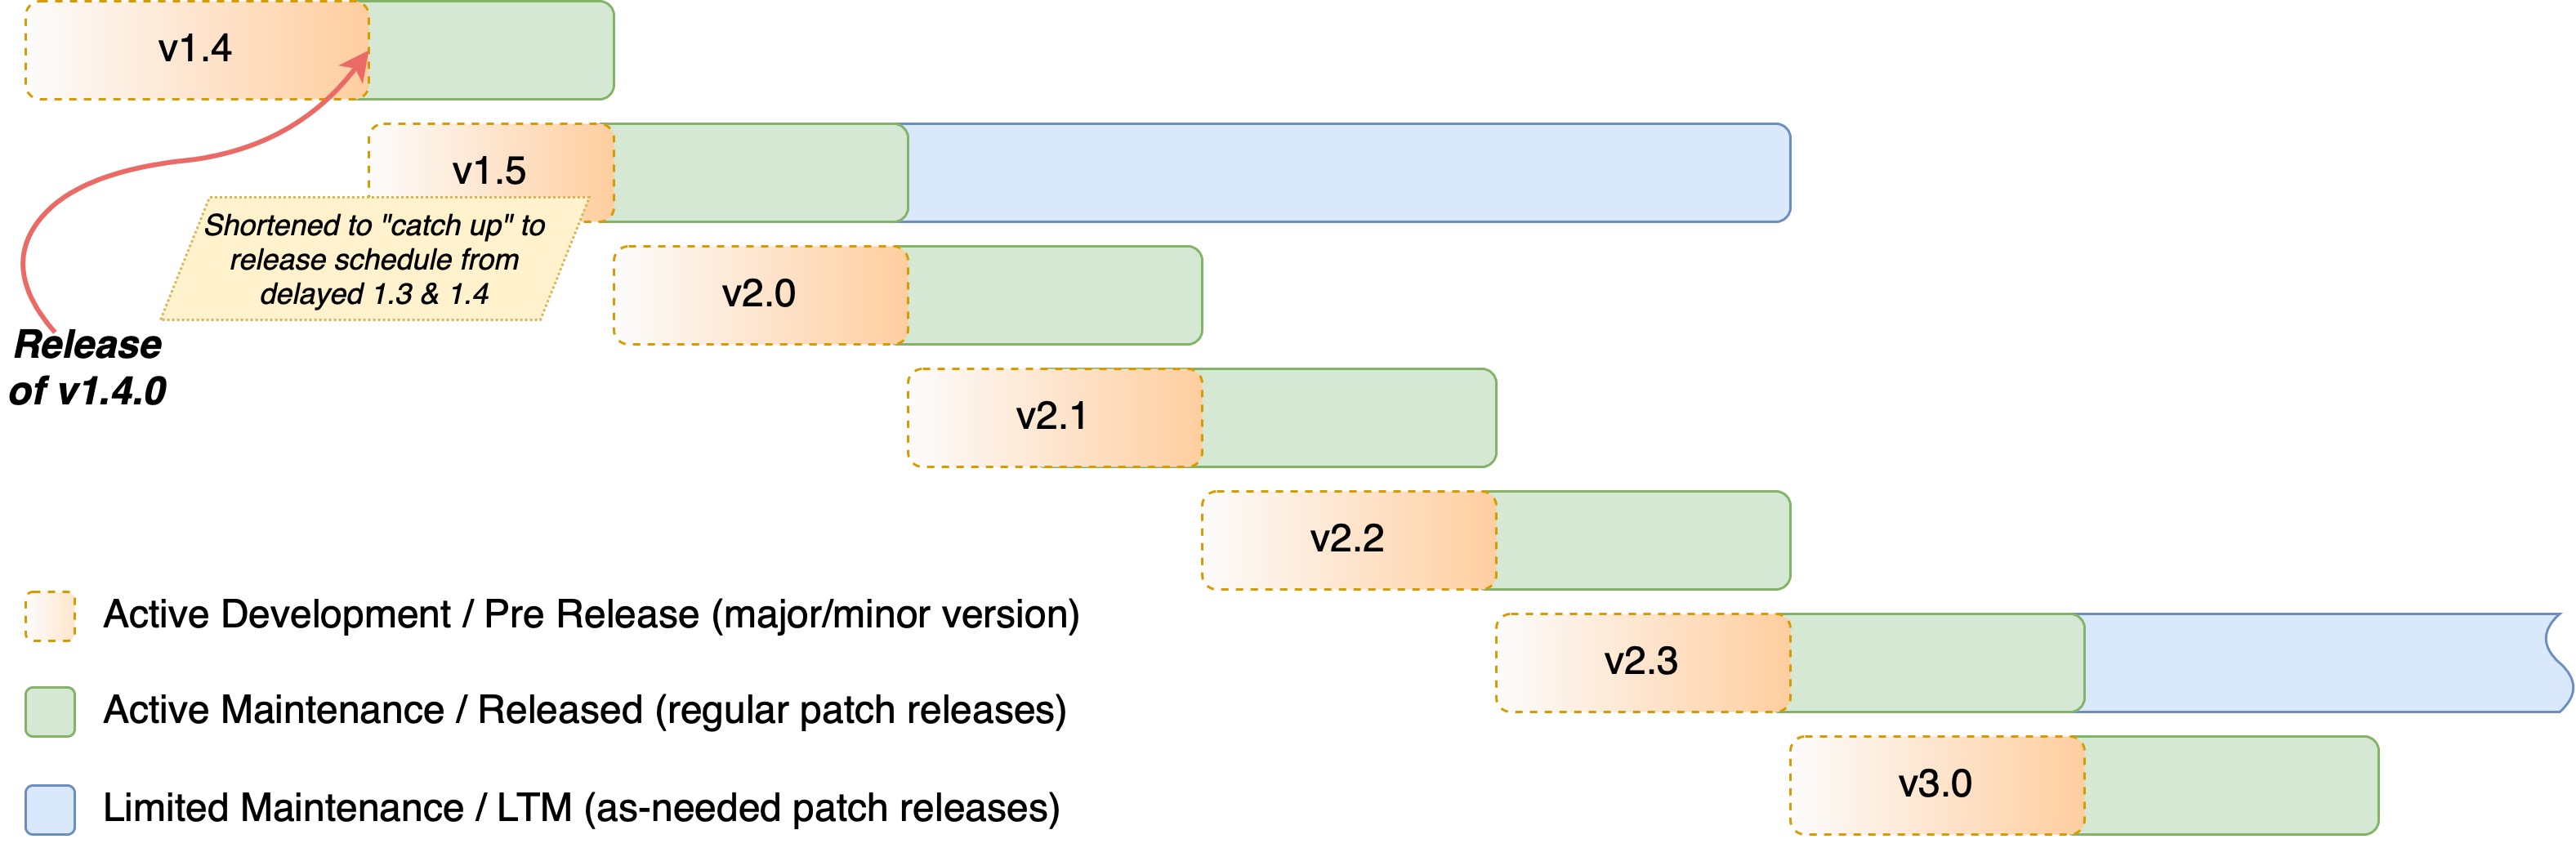 v1.4
v1.5
Shortened to "catch up" to
release schedule from
delayed 1.3 & 1.4
v2.0
Release
of v1.4.0
v2.1
v2.2
Active Development / Pre Release (major/minor version)
v2.3
Active Maintenance / Released (regular patch releases)
v3.0
Limited Maintenance / LTM (as-needed patch releases)